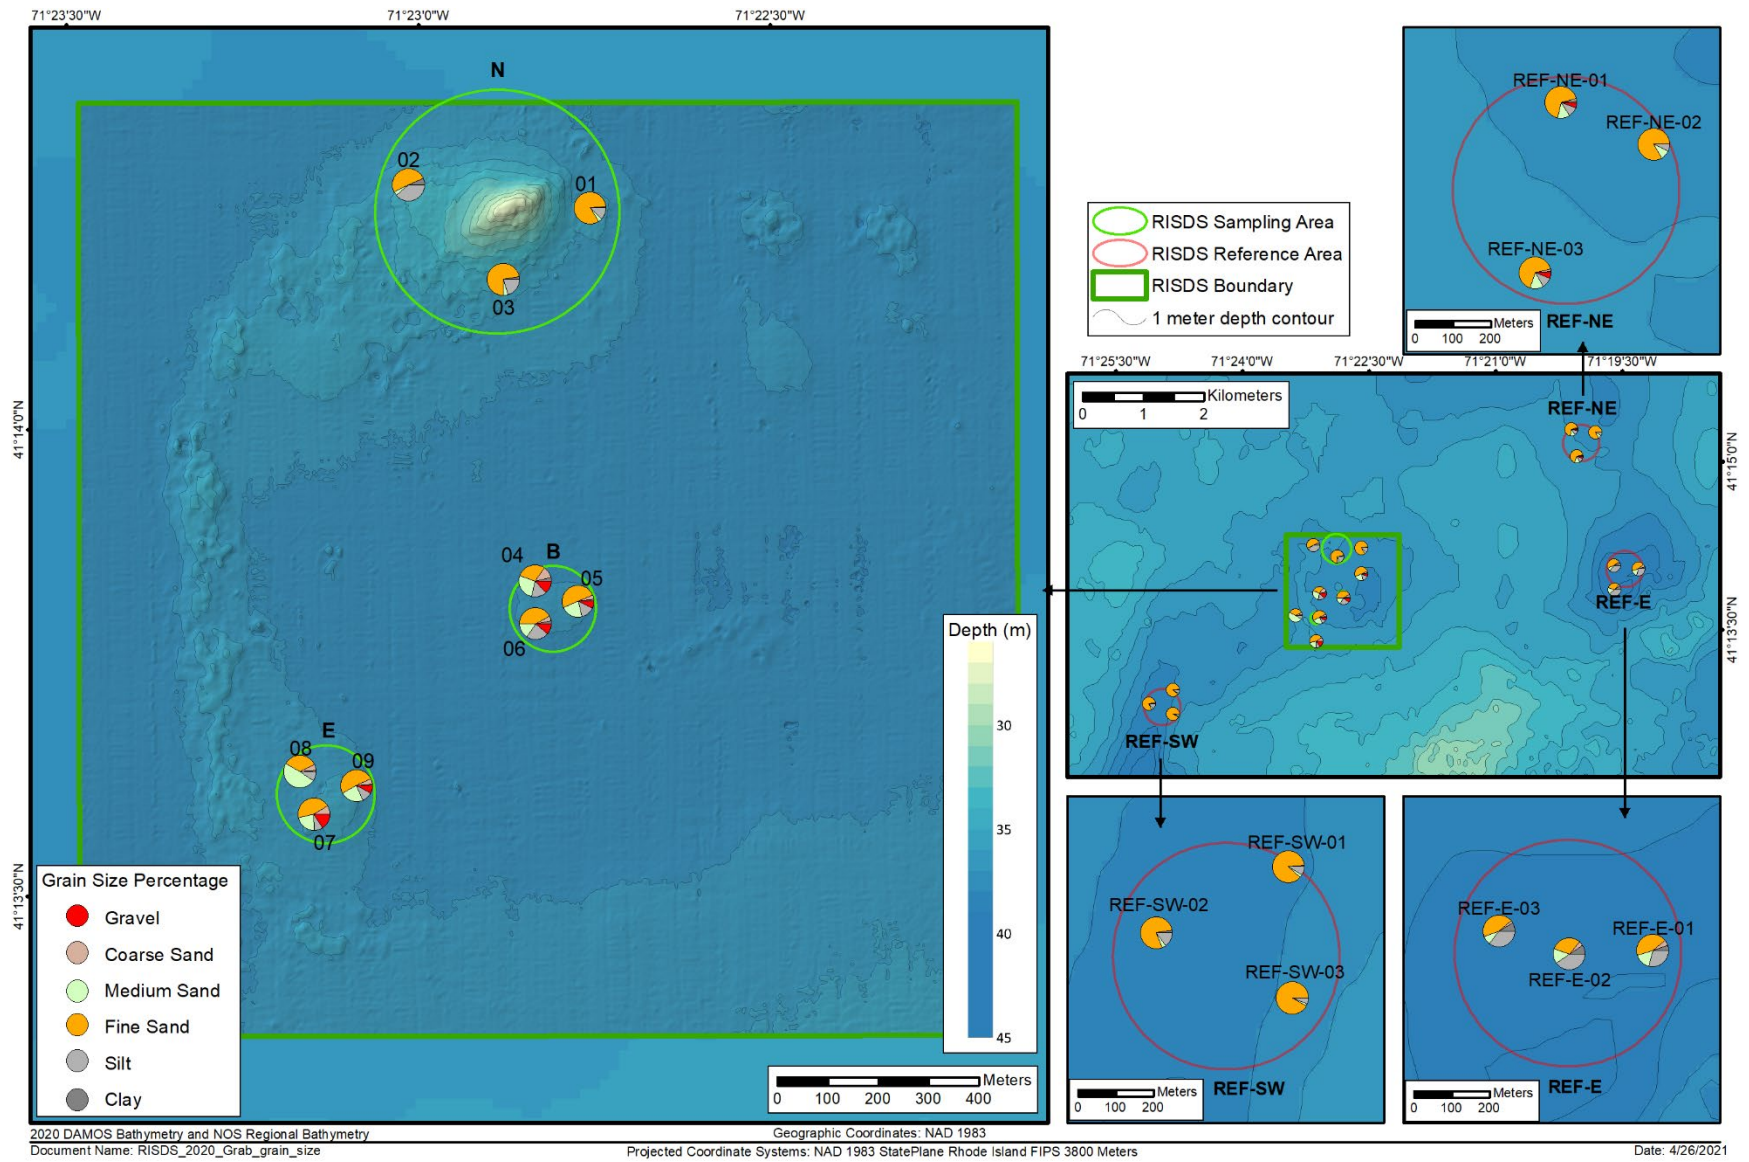 71°23'30"W
71°23'0"W
71°22'30"W
41°14'0"N
41°13'30"N
N
02
01
03
04
B
05
06
E
08
09
07
Depth (m)
30
35
40
45
Grain Size Percentage
Gravel
Coarse Sand
Medium Sand
Fine Sand
Silt
Clay
Meters
0 100 200 300 400
RISDS Sampling Area
RISDS Reference Area
RISDS Boundary
1 meter depth contour
REF-NE-01
REF-NE-02
REF-NE-03
Meters
0 100 200
REF-NE
71°25'30"W
71°24'0"W
71°22'30"W
71°21'0"W
71°19'30"W
Kilometers
0 1 2
REF-NE
REF-E
REF-SW
41°15'0"N
41°13'30"N
REF-SW-01
REF-SW-02
REF-SW-03
Meters
0 100 200
REF-SW
REF-E-03
REF-E-01
REF-E-02
Meters
0 100 200
REF-E
2020 DAMOS Bathymetry and NOS Regional Bathymetry
Geographic Coordinates: NAD 1983
Document Name: RISDS_2020_Grab_grain_size
Projected Coordinate Systems: NAD 1983 StatePlane Rhode Island FIPS 3800 Meters
Date: 4/26/2021